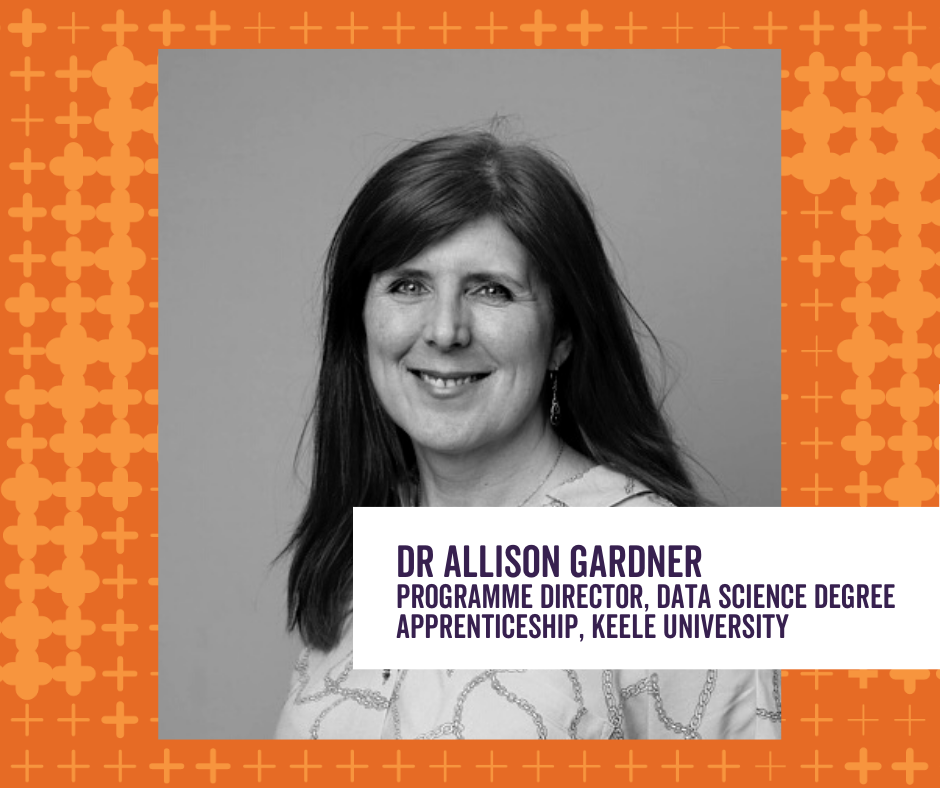 DR ALLISON GARDNER
PROGRAMME DIRECTOR, DATA SCIENCE DEGREE
APPRENTICESHIP, KEELE UNIVERSITY